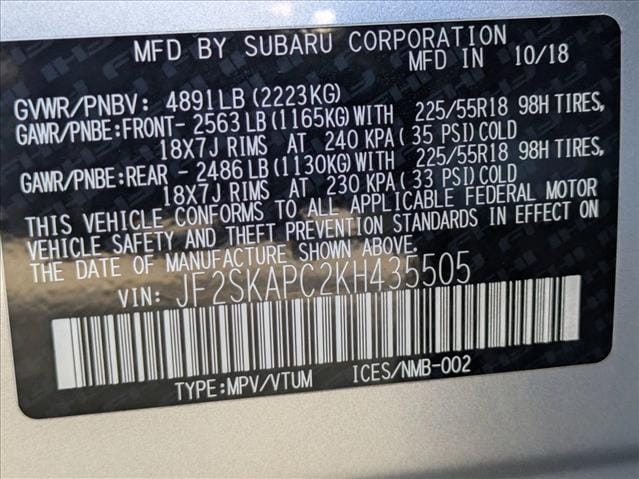 MFD BY SUBARU CORPORATION
MFD IN 10/18
GVWR/PNBV: 4891LB(2223KG)
GAWR/PNBE:FRONT- 2563LB(1165KG)WITH 225/55R18 98H TIRES,
18X7J RIMS AT 240 KPA(35 PSI)COLD
GAWR/PNBE:REAR - 2486LB(1130KG)WITH 225/55R18 98H TIRES,
18X7J RIMS AT 230 KPA(33 PSI)COLD
THIS VEHICLE CONFORMS TO ALL APPLICABLE FEDERAL MOTOR
VEHICLE SAFETY AND THEFT PREVENTION STANDARDS IN EFFECT ON
THE DATE OF MANUFACTURE SHOWN ABOVE.
VIN: JF2SKAPC2KH435505
TYPE:MPV/VTUM ICES/NMB-002